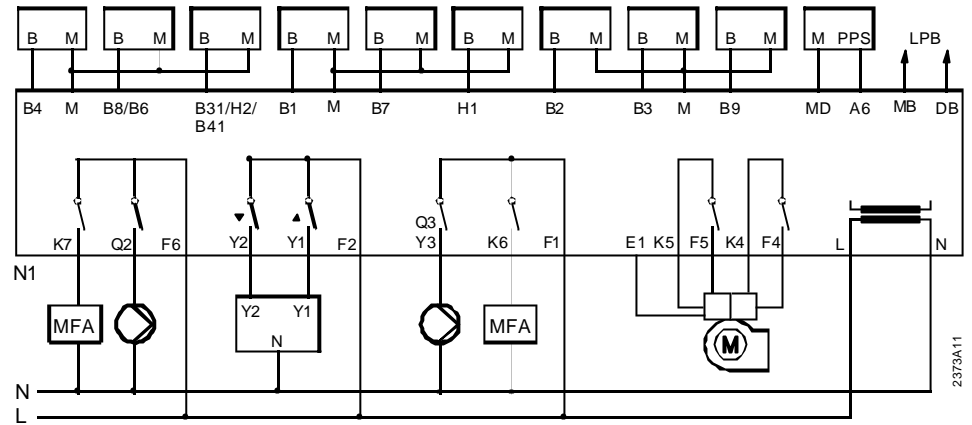 B M B M B M B M B M B M B M B M B M M PPS LPB
B4 M B8/B6 B31/H2/ B1 M B7 H1 B2 B3 M B9 MD A6 MB DB
B41
Q3
K7 Q2 F6 Y2 Y1 F2 Y3 K6 F1 E1 K5 F5 K4 F4 L N
N1
Y2 Y1
MFA N MFA M
N
L
2373A11